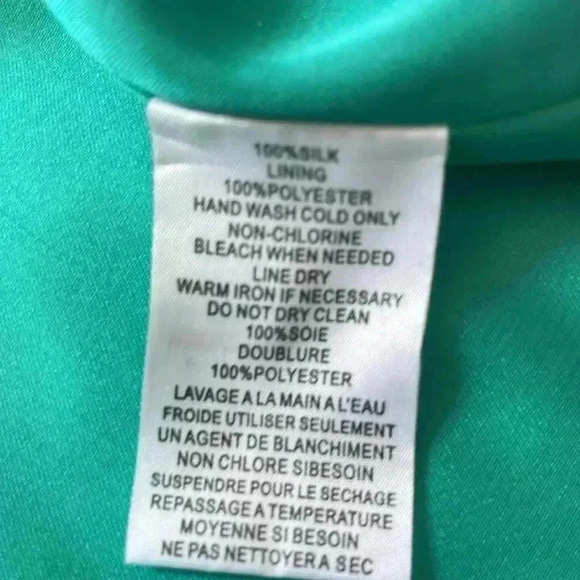 100%SILK
LINING
100%POLYESTER
HAND WASH COLD ONLY
NON-CHLORINE
BLEACH WHEN NEEDED
LINE DRY
WARM IRON IF NECESSARY
DO NOT DRY CLEAN
100%SOIE
DOUBLURE
100%POLYESTER
LAVAGE A LA MAIN A L'EAU
FROIDE UTILISER SEULEMENT
UN AGENT DE BLANCHIMENT
NON CHLORE SIBESOIN
SUSPENDRE POUR LE SECHAGE
REPASSAGE A TEMPERATURE
MOYENNE SI BESOIN
NE PAS NETTOYER A SEC